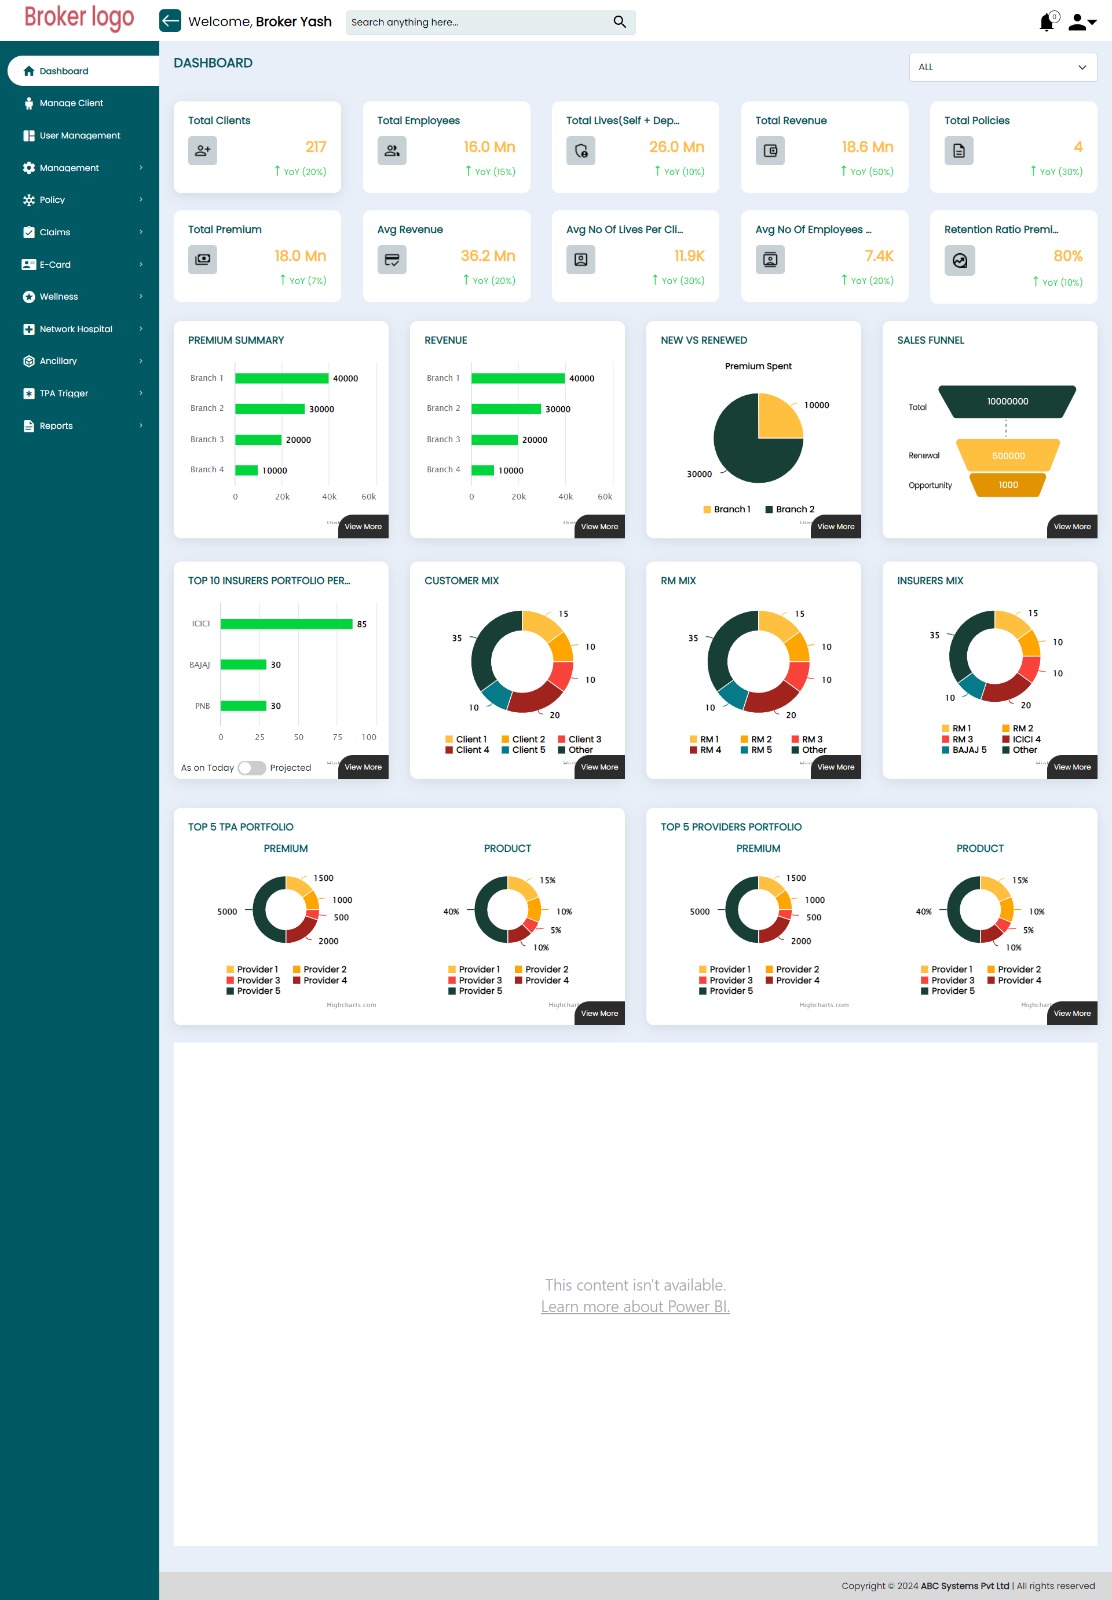 Broker logo
Welcome, Broker Yash
Search anything here...
0
Dashboard
Manage Client
User Management
Management
Policy
Claims
E-Card
Wellness
Network Hospital
Ancillary
TPA Trigger
Reports
DASHBOARD
ALL
Total Clients
217
↑ YoY (20%)
Total Employees
16.0 Mn
↑ YoY (15%)
Total Lives(Self + Dep...
26.0 Mn
↑ YoY (10%)
Total Revenue
18.6 Mn
↑ YoY (50%)
Total Policies
4
↑ YoY (30%)
Total Premium
18.0 Mn
↑ YoY (7%)
Avg Revenue
36.2 Mn
↑ YoY (20%)
Avg No Of Lives Per Cli...
11.9K
↑ YoY (30%)
Avg No Of Employees ...
7.4K
↑ YoY (20%)
Retention Ratio Premi...
80%
↑ YoY (10%)
PREMIUM SUMMARY
Branch 1 40000
Branch 2 30000
Branch 3 20000
Branch 4 10000
0 20k 40k 60k
View More
REVENUE
Branch 1 40000
Branch 2 30000
Branch 3 20000
Branch 4 10000
0 20k 40k 60k
View More
NEW VS RENEWED
Premium Spent
10000
30000
Branch 1 Branch 2
View More
SALES FUNNEL
Total 10000000
Renewal 500000
Opportunity 1000
View More
TOP 10 INSURERS PORTFOLIO PER...
ICICI 85
BAJAJ 30
PNB 30
0 25 50 75 100
As on Today Projected
View More
CUSTOMER MIX
15
35
10
10
10
20
Client 1 Client 2 Client 3
Client 4 Client 5 Other
View More
RM MIX
15
35
10
10
10
20
RM 1 RM 2 RM 3
RM 4 RM 5 Other
View More
INSURERS MIX
15
35
10
10
10
20
RM 1 RM 2
RM 3 ICICI 4
BAJAJ 5 Other
View More
TOP 5 TPA PORTFOLIO
PREMIUM
1500
1000
5000
500
2000
Provider 1 Provider 2
Provider 3 Provider 4
Provider 5
Highcharts.com
PRODUCT
15%
40%
10%
5%
10%
Provider 1 Provider 2
Provider 3 Provider 4
Provider 5
View More
TOP 5 PROVIDERS PORTFOLIO
PREMIUM
1500
1000
5000
500
2000
Provider 1 Provider 2
Provider 3 Provider 4
Provider 5
Highcharts.com
PRODUCT
15%
40%
10%
5%
10%
Provider 1 Provider 2
Provider 3 Provider 4
Provider 5
View More
This content isn't available.
Learn more about Power BI.
Copyright © 2024 ABC Systems Pvt Ltd | All rights reserved